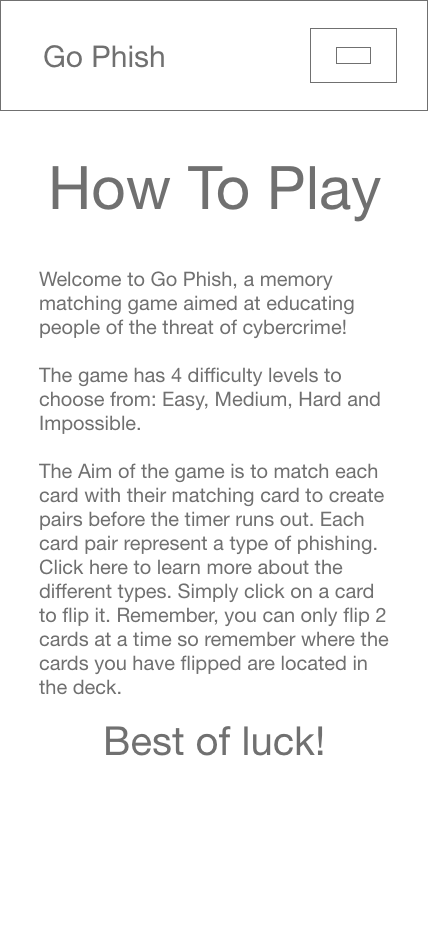 Go Phish
How To Play
Welcome to Go Phish, a memory
matching game aimed at educating
people of the threat of cybercrime!
The game has 4 difficulty levels to
choose from: Easy, Medium, Hard and
Impossible.
The Aim of the game is to match each
card with their matching card to create
pairs before the timer runs out. Each
card pair represent a type of phishing.
Click here to learn more about the
different types. Simply click on a card
to flip it. Remember, you can only flip 2
cards at a time so remember where the
cards you have flipped are located in
the deck.
Best of luck!